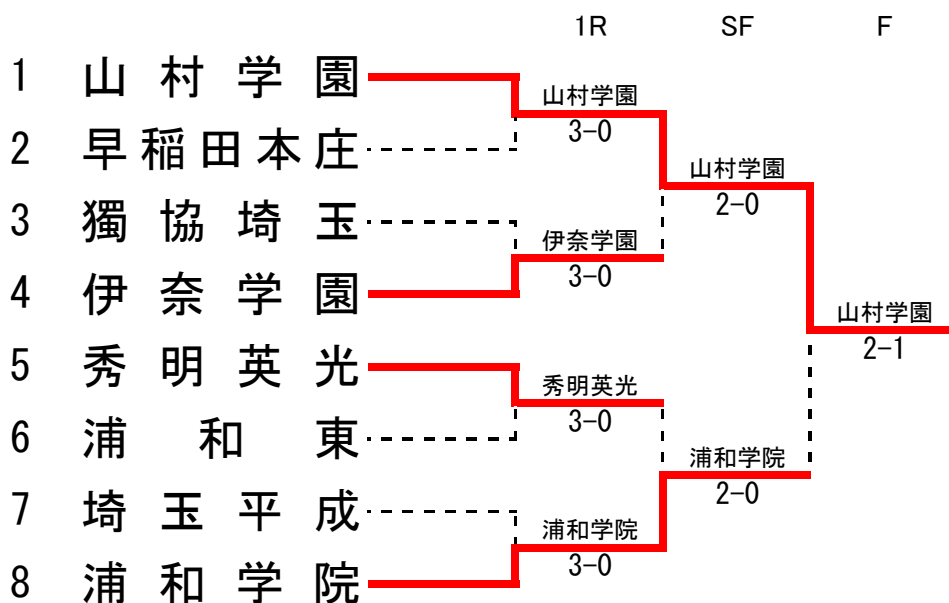 1R SF F
1 山村学園
山村学園
3-0
2 早稲田本庄
山村学園
2-0
3 獨協埼玉
伊奈学園
3-0
4 伊奈学園
山村学園
2-1
5 秀明英光
秀明英光
3-0
6 浦和東
浦和学院
2-0
7 埼玉平成
浦和学院
3-0
8 浦和学院